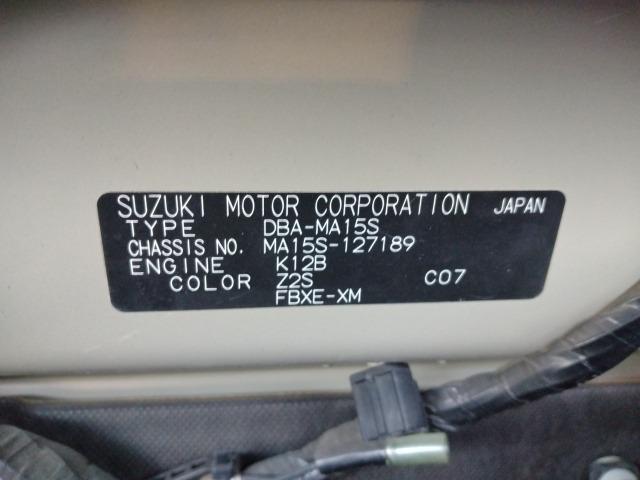 SUZUKI MOTOR CORPORATION JAPAN
TYPE DBA-MA15S
CHASSIS NO. MA15S-127189
ENGINE K12B
COLOR Z2S C07
FBXE-XM